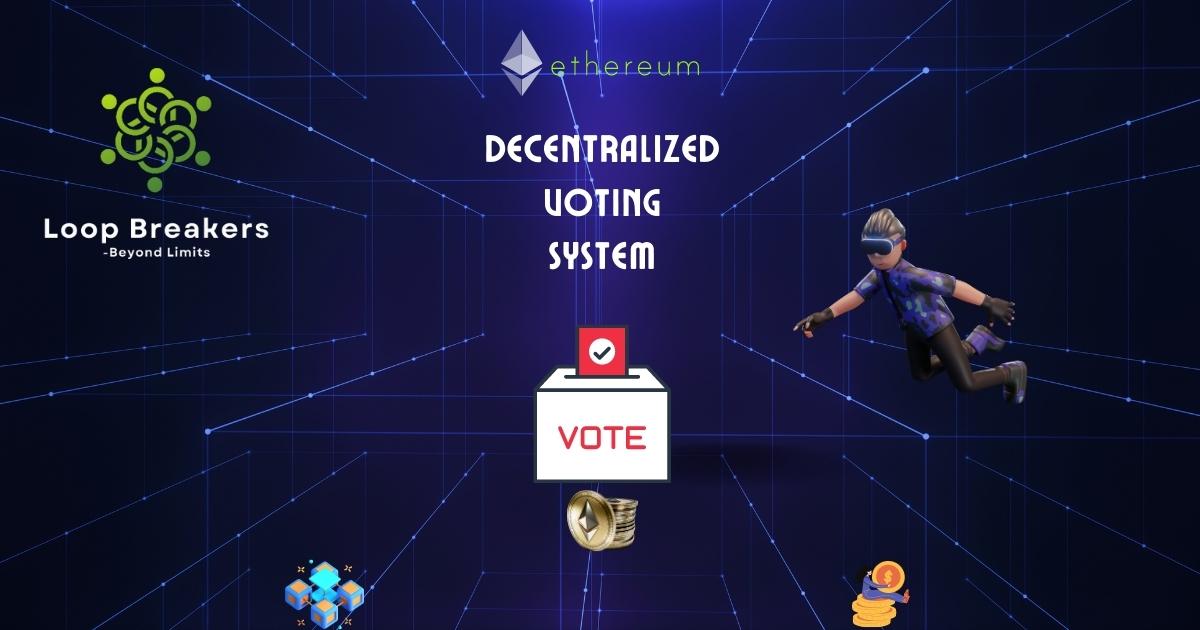 ethereum
DECENTRALIZED
VOTING
SYSTEM
Loop Breakers
-Beyond Limits
VOTE
$